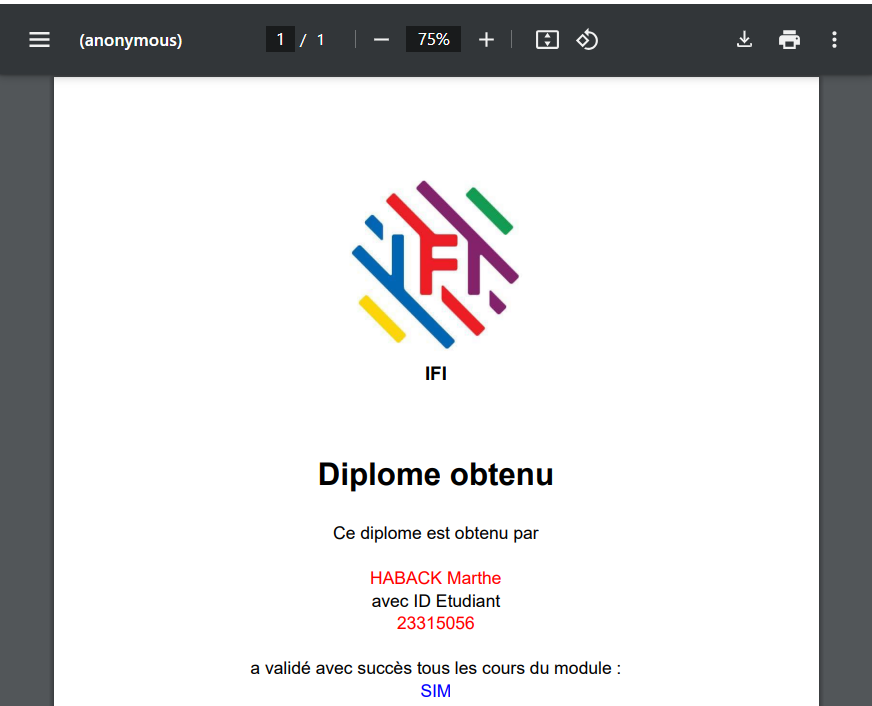 (anonymous) 1 / 1 75%
IFI
Diplome obtenu
Ce diplome est obtenu par
HABACK Marthe
avec ID Etudiant
23315056
a validé avec succès tous les cours du module :
SIM